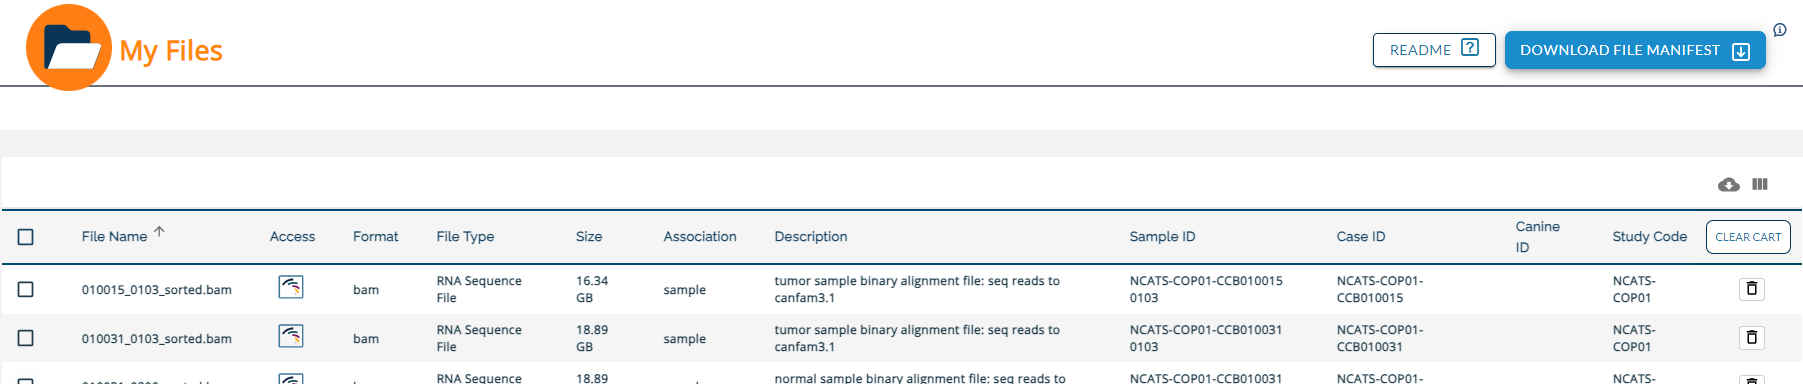 My Files
README
DOWNLOAD FILE MANIFEST
File Name Access Format File Type Size Association Description Sample ID Case ID Canine ID Study Code CLEAR CART
010015_0103_sorted.bam bam RNA Sequence File 16.34 GB sample tumor sample binary alignment file: seq reads to canfam3.1 NCATS-COP01-CCB010015 0103 NCATS-COP01-CCB010015 NCATS-COP01
010031_0103_sorted.bam bam RNA Sequence File 18.89 GB sample tumor sample binary alignment file: seq reads to canfam3.1 NCATS-COP01-CCB010031 0103 NCATS-COP01-CCB010031 NCATS-COP01
RNA Sequence 18.89 normal sample binary alignment file: seq reads to NCATS-COP01-CCB010031 NCATS-COP01- NCATS-